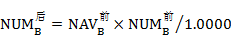 NUM_B^后 = NAV_B^前 × NUM_B^前 / 1.0000